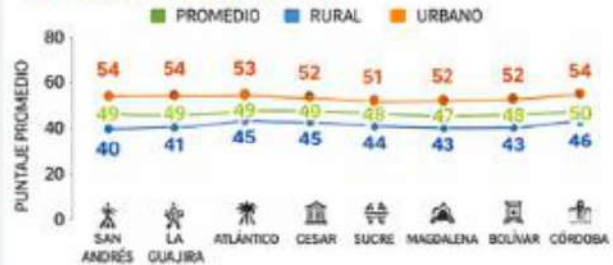 PROMEDIO RURAL URBANO
PUNTAJE PROMEDIO
80
60
40
20
0
54 54 53 52 51 52 52 54
49 49 49 49 48 47 48 50
40 41 45 45 44 43 43 46
SAN ANDRÉS LA GUAJIRA ATLÁNTICO CESAR SUCRE MAGDALENA BOLÍVAR CÓRDOBA